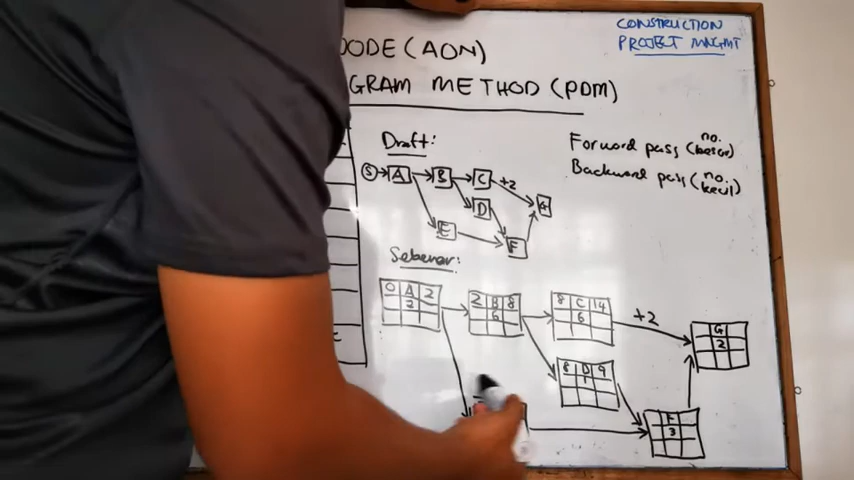 CONSTRUCTION
PROJECT MNGMT
ODE (AON)
GRAM METHOD (PDM)
Draft:
S A B C +2 G
D
E F
Forward pass (no. besar)
Backward pass (no. kecil)
Sebenar:
0 A 2
2
2 B 8
6
8 C 14
6
+2
G
2
8 D 9
1
F
3
E